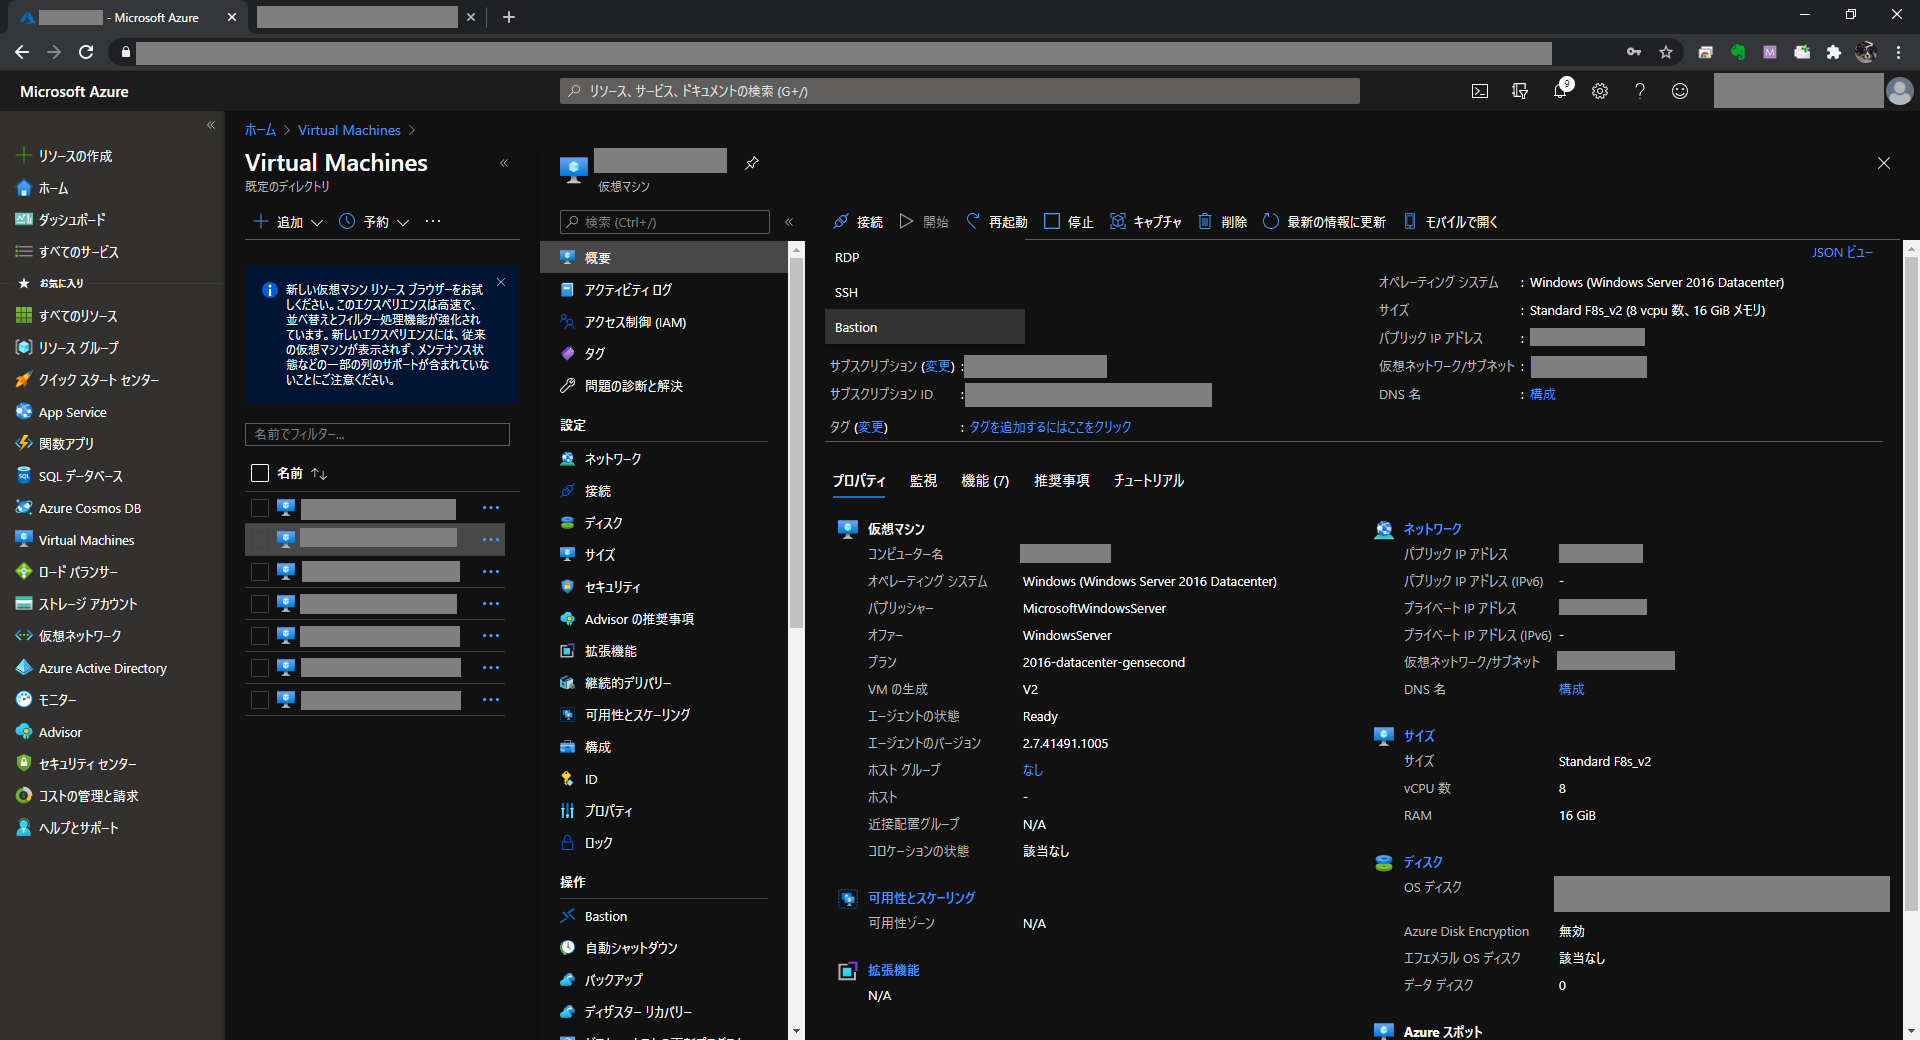 - Microsoft Azure
Microsoft Azure
リソース、サービス、ドキュメントの検索 (G+/)
9
リソースの作成
ホーム
ダッシュボード
すべてのサービス
お気に入り
すべてのリソース
リソース グループ
クイック スタート センター
App Service
関数アプリ
SQL データベース
Azure Cosmos DB
Virtual Machines
ロード バランサー
ストレージ アカウント
仮想ネットワーク
Azure Active Directory
モニター
Advisor
セキュリティ センター
コストの管理と請求
ヘルプとサポート
ホーム > Virtual Machines >
Virtual Machines
既定のディレクトリ
追加
予約
新しい仮想マシン リソース ブラウザーをお試
しください。このエクスペリエンスは高速で、
並べ替えとフィルター処理機能が強化され
ています。新しいエクスペリエンスには、従来
の仮想マシンが表示されず、メンテナンス状
態などの一部の列のサポートが含まれていな
いことにご注意ください。
名前でフィルター...
名前 ↑↓
仮想マシン
検索 (Ctrl+/)
概要
アクティビティ ログ
アクセス制御 (IAM)
タグ
問題の診断と解決
設定
ネットワーク
接続
ディスク
サイズ
セキュリティ
Advisor の推奨事項
拡張機能
継続的デリバリー
可用性とスケーリング
構成
ID
プロパティ
ロック
操作
Bastion
自動シャットダウン
バックアップ
ディザスター リカバリー
接続
開始
再起動
停止
キャプチャ
削除
最新の情報に更新
モバイルで開く
RDP
SSH
Bastion
JSON ビュー
サブスクリプション (変更) :
サブスクリプション ID :
タグ (変更) : タグを追加するにはここをクリック
オペレーティング システム : Windows (Windows Server 2016 Datacenter)
サイズ : Standard F8s_v2 (8 vcpu 数、16 GiB メモリ)
パブリック IP アドレス :
仮想ネットワーク/サブネット :
DNS 名 : 構成
プロパティ
監視
機能 (7)
推奨事項
チュートリアル
仮想マシン
コンピューター名
オペレーティング システム Windows (Windows Server 2016 Datacenter)
パブリッシャー MicrosoftWindowsServer
オファー WindowsServer
プラン 2016-datacenter-gensecond
VM の生成 V2
エージェントの状態 Ready
エージェントのバージョン 2.7.41491.1005
ホスト グループ なし
ホスト -
近接配置グループ N/A
コロケーションの状態 該当なし
可用性とスケーリング
可用性ゾーン N/A
拡張機能
N/A
ネットワーク
パブリック IP アドレス
パブリック IP アドレス (IPv6) -
プライベート IP アドレス
プライベート IP アドレス (IPv6) -
仮想ネットワーク/サブネット
DNS 名 構成
サイズ
サイズ Standard F8s_v2
vCPU 数 8
RAM 16 GiB
ディスク
OS ディスク
Azure Disk Encryption 無効
エフェメラル OS ディスク 該当なし
データ ディスク 0
Azure スポット